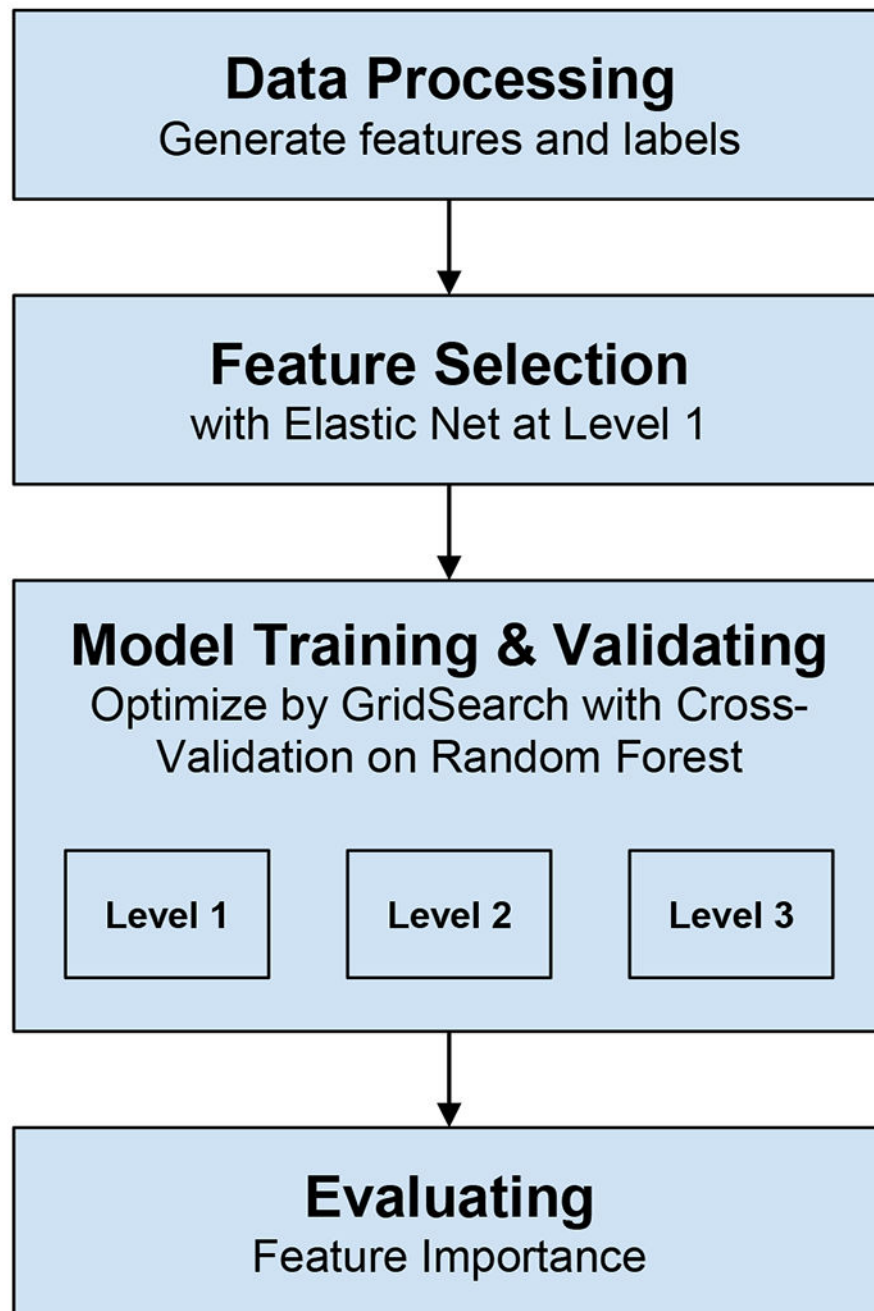 Data Processing
Generate features and labels
Feature Selection
with Elastic Net at Level 1
Model Training & Validating
Optimize by GridSearch with Cross-
Validation on Random Forest
Level 1
Level 2
Level 3
Evaluating
Feature Importance